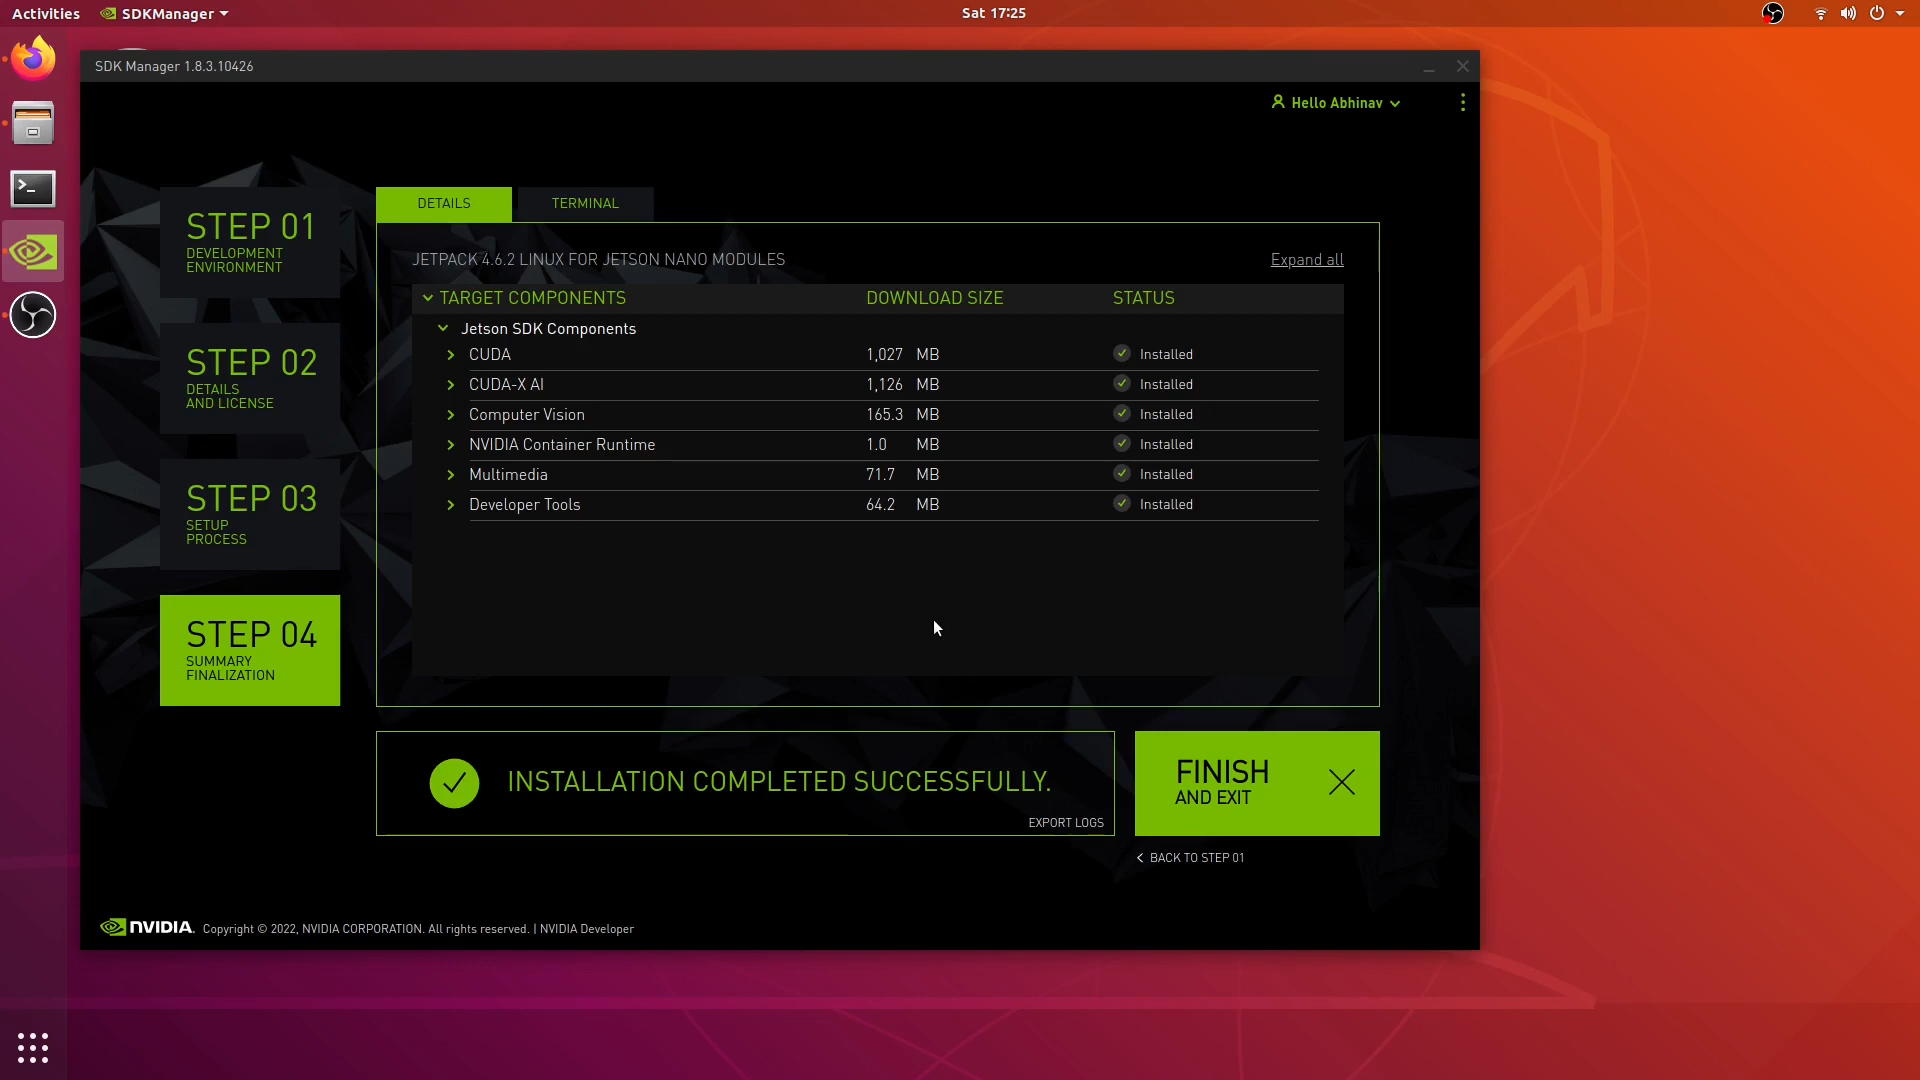 Activities SDKManager Sat 17:25
SDK Manager 1.8.3.10426
Hello Abhinav
STEP 01
DEVELOPMENT
ENVIRONMENT
STEP 02
DETAILS
AND LICENSE
STEP 03
SETUP
PROCESS
STEP 04
SUMMARY
FINALIZATION
DETAILS TERMINAL
JETPACK 4.6.2 LINUX FOR JETSON NANO MODULES Expand all
TARGET COMPONENTS DOWNLOAD SIZE STATUS
Jetson SDK Components
CUDA 1,027 MB Installed
CUDA-X AI 1,126 MB Installed
Computer Vision 165.3 MB Installed
NVIDIA Container Runtime 1.0 MB Installed
Multimedia 71.7 MB Installed
Developer Tools 64.2 MB Installed
INSTALLATION COMPLETED SUCCESSFULLY.
EXPORT LOGS
FINISH
AND EXIT
BACK TO STEP 01
NVIDIA. Copyright © 2022, NVIDIA CORPORATION. All rights reserved. | NVIDIA Developer